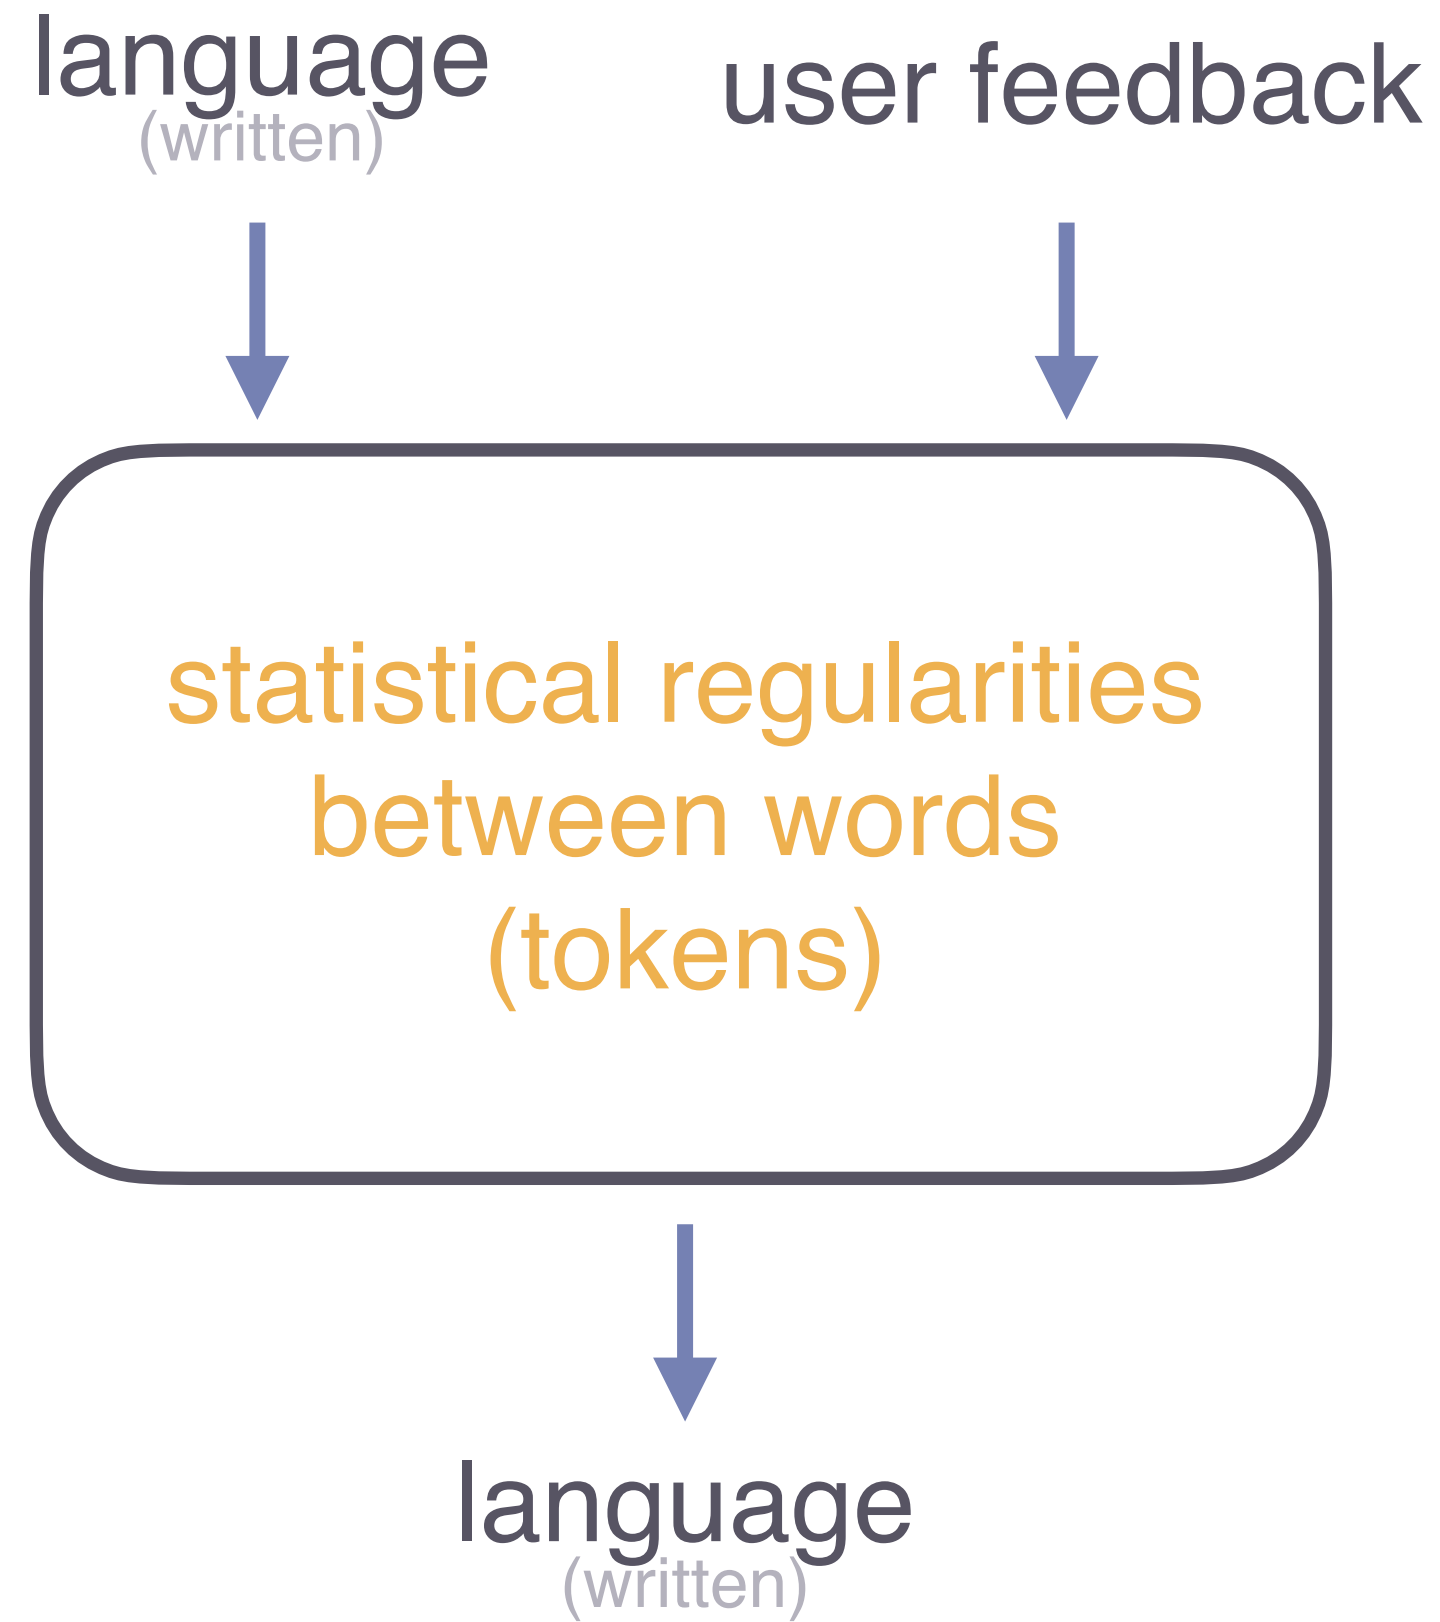 language
(written)
user feedback
statistical regularities
between words
(tokens)
language
(written)